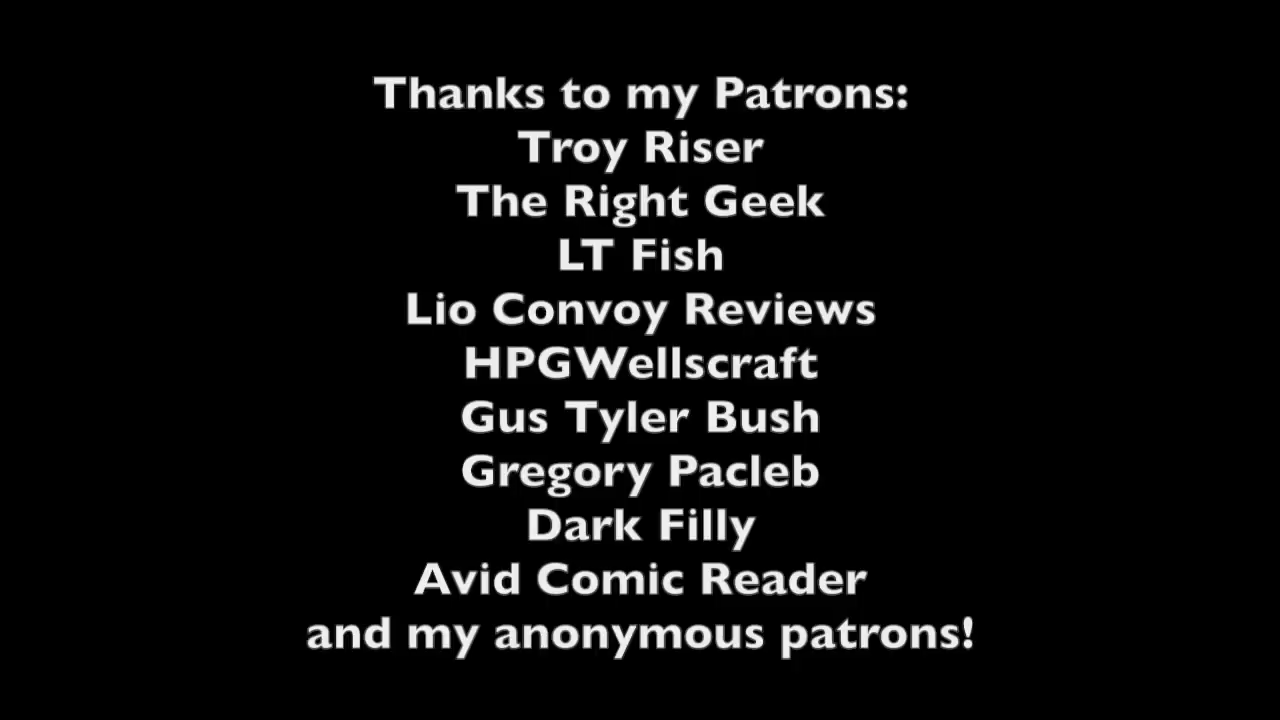 Thanks to my Patrons:
Troy Riser
The Right Geek
LT Fish
Lio Convoy Reviews
HPGWellscraft
Gus Tyler Bush
Gregory Pacleb
Dark Filly
Avid Comic Reader
and my anonymous patrons!